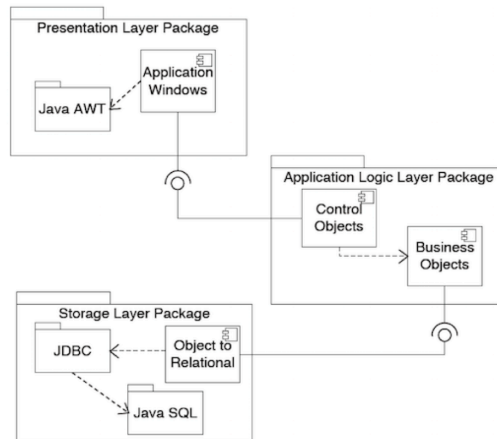 Presentation Layer Package
Application
Windows
Java AWT
Application Logic Layer Package
Control
Objects
Business
Objects
Storage Layer Package
JDBC
Object to
Relational
Java SQL